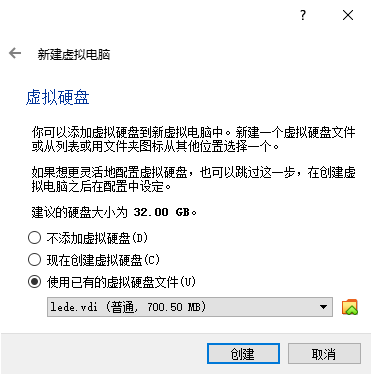 ?
新建虚拟电脑
虚拟硬盘
你可以添加虚拟硬盘到新虚拟电脑中。新建一个虚拟硬盘文件
或从列表或用文件夹图标从其他位置选择一个。
如果想更灵活地配置虚拟硬盘，也可以跳过这一步，在创建虚
拟电脑之后在配置中设定。
建议的硬盘大小为 32.00 GB。
不添加虚拟硬盘(D)
现在创建虚拟硬盘(C)
使用已有的虚拟硬盘文件(U)
lede.vdi (普通, 700.50 MB)
创建
取消